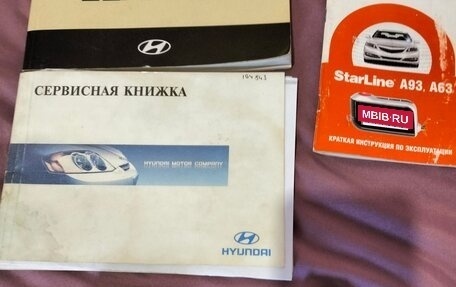 СЕРВИСНАЯ КНИЖКА
HYUNDAI MOTOR COMPANY
HYUNDAI
StarLine A93, A63
MBIB.RU
КРАТКАЯ ИНСТРУКЦИЯ ПО ЭКСПЛУАТАЦИИ